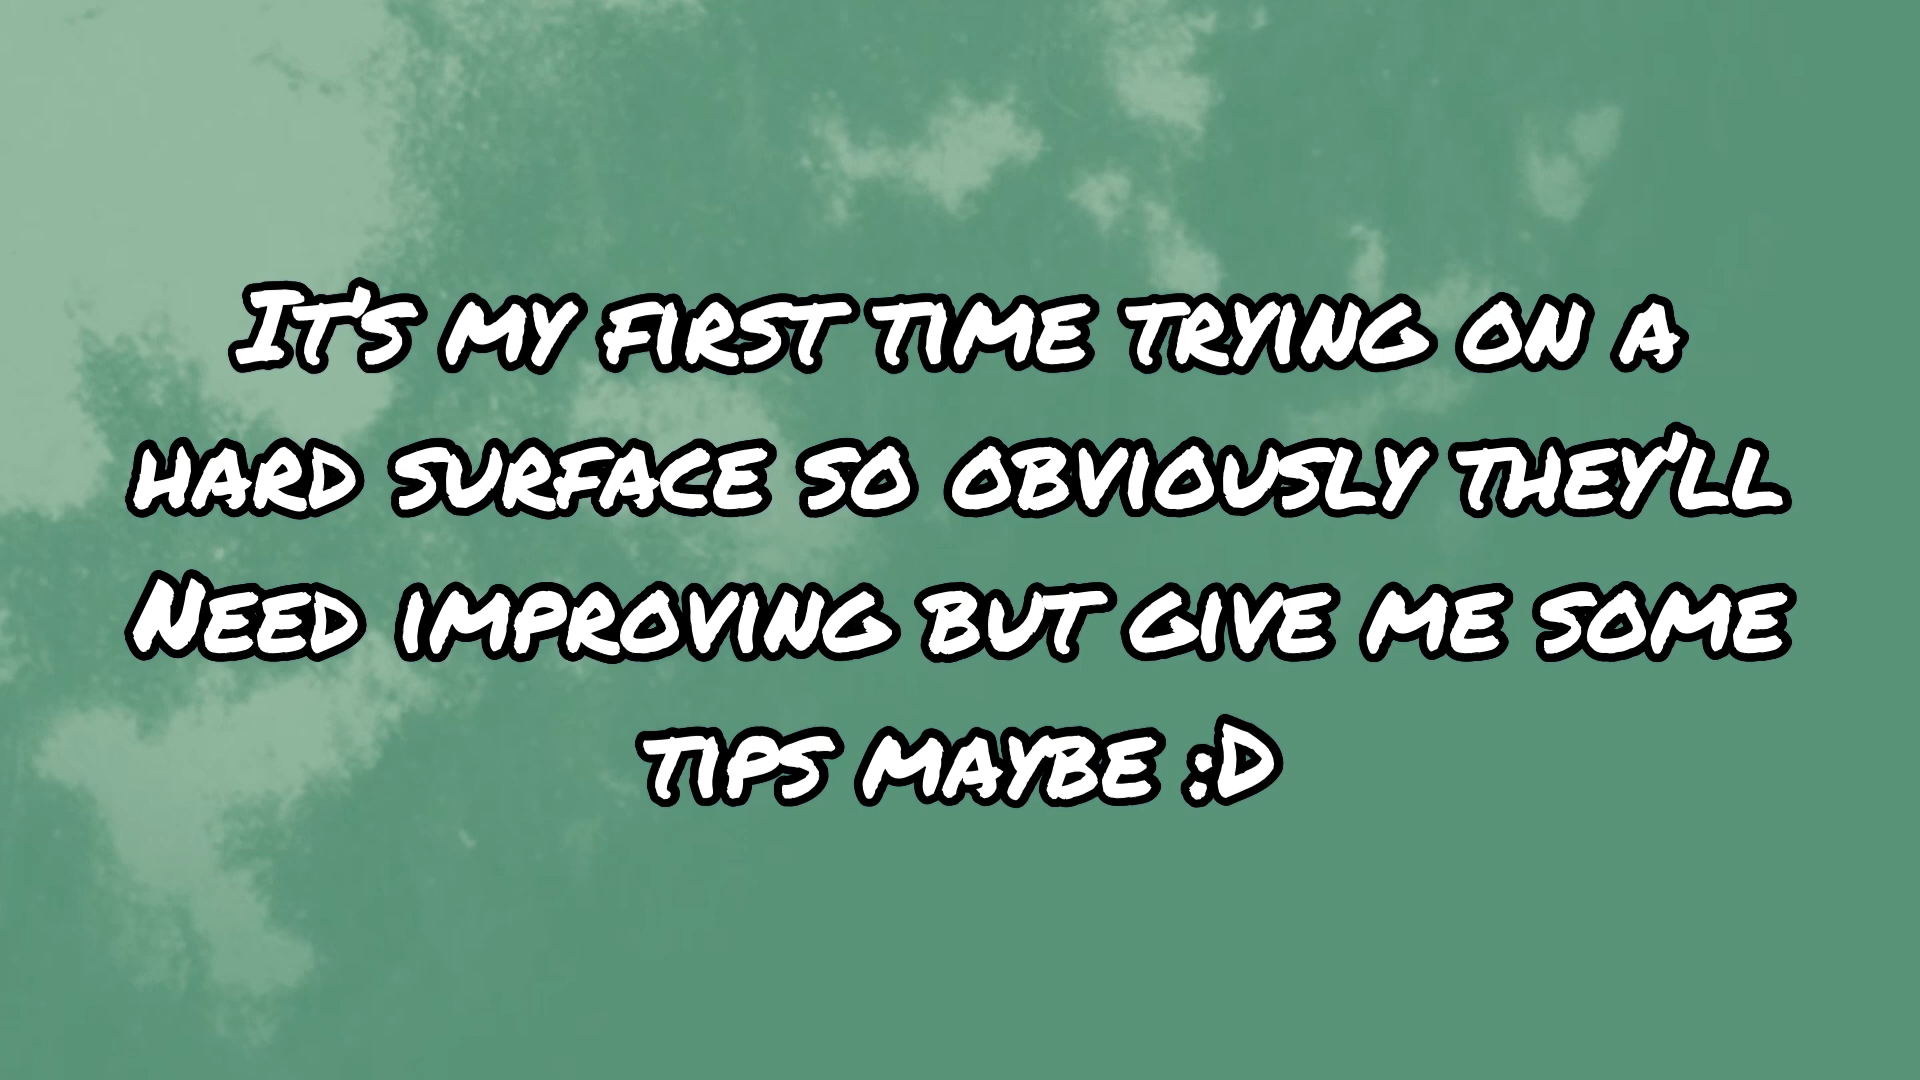 It's my first time trying on a
hard surface so obviously they'll
Need improving but give me some
tips maybe :D